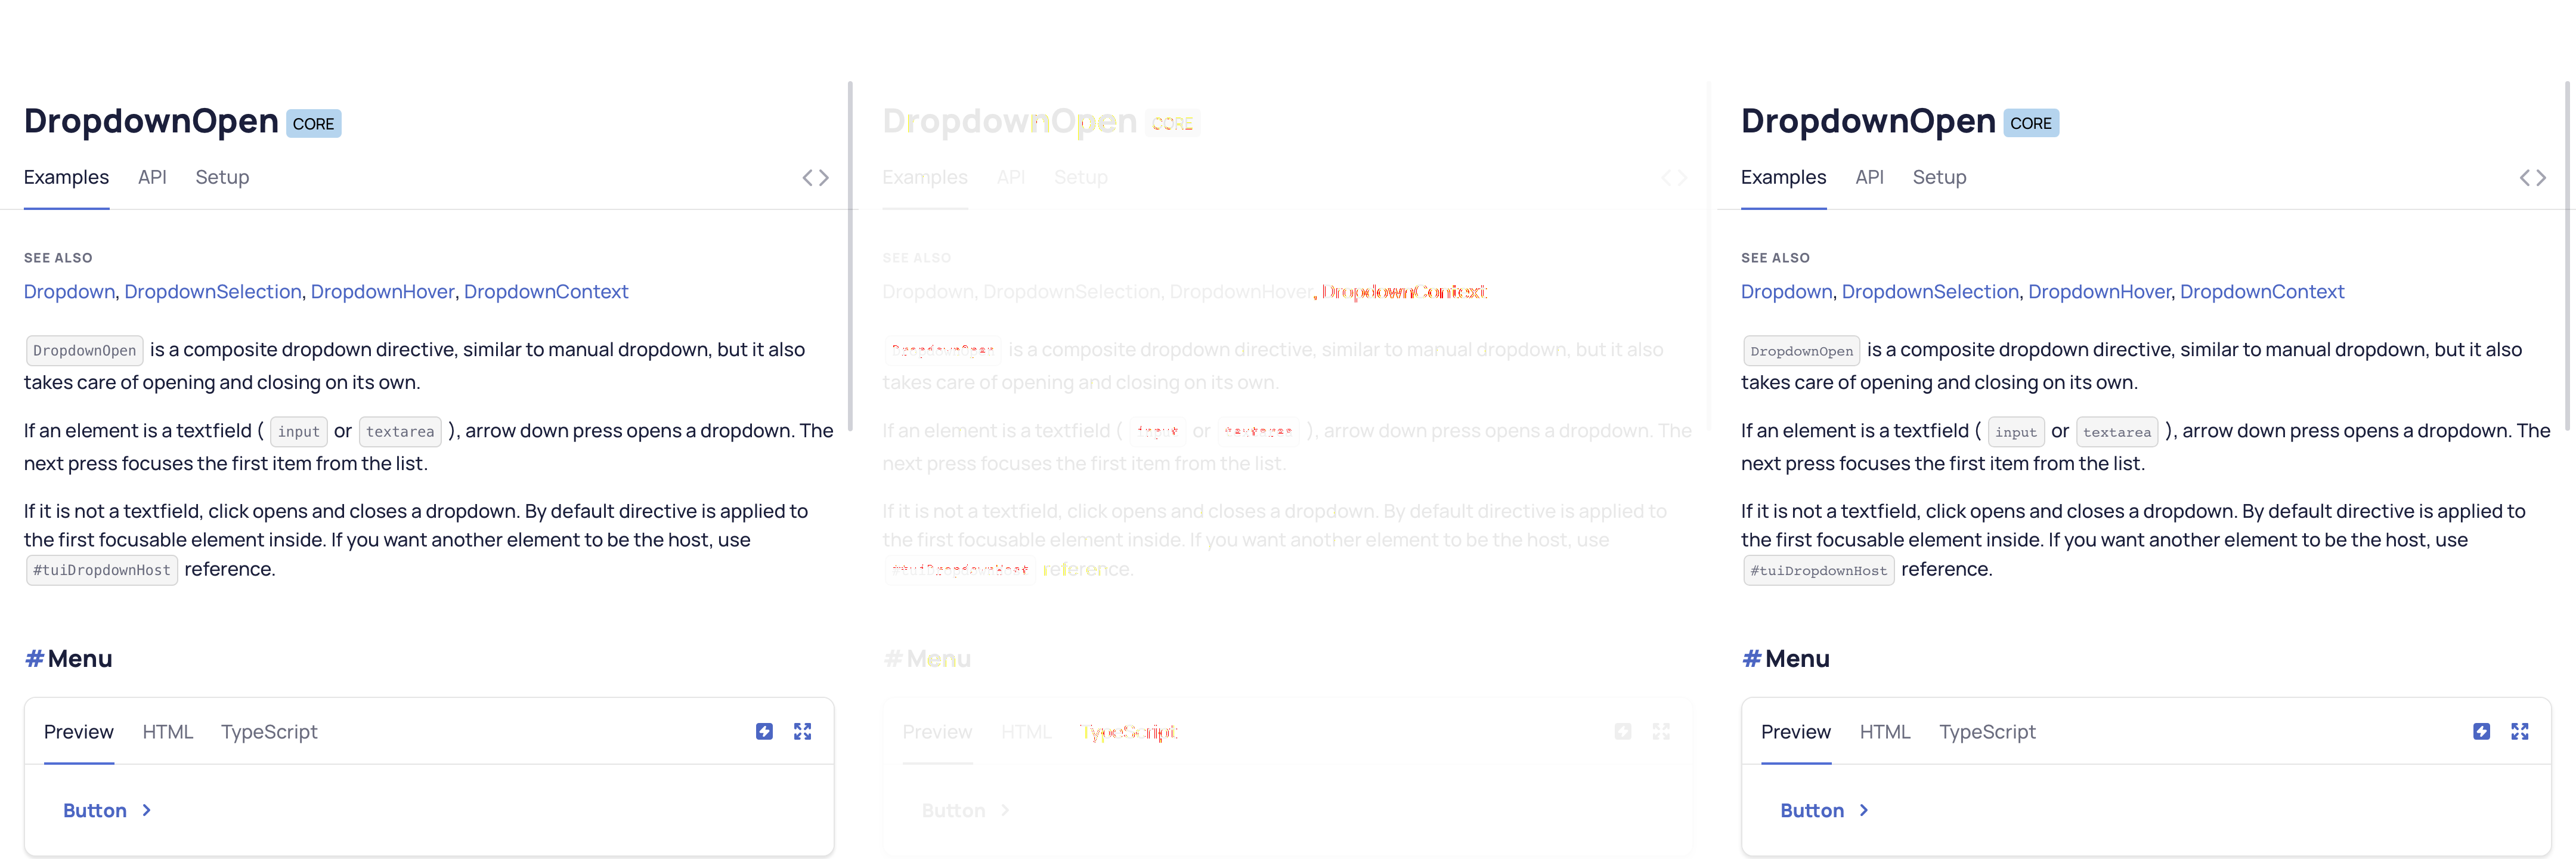 DropdownOpen CORE
Examples API Setup
SEE ALSO
Dropdown, DropdownSelection, DropdownHover, DropdownContext
DropdownOpen is a composite dropdown directive, similar to manual dropdown, but it also
takes care of opening and closing on its own.
If an element is a textfield ( input or textarea ), arrow down press opens a dropdown. The
next press focuses the first item from the list.
If it is not a textfield, click opens and closes a dropdown. By default directive is applied to
the first focusable element inside. If you want another element to be the host, use
#tuiDropdownHost reference.
#Menu
Preview HTML TypeScript
Button
DropdownOpen CORE
Examples API Setup
SEE ALSO
Dropdown, DropdownSelection, DropdownHover, DropdownContext
DropdownOpen is a composite dropdown directive, similar to manual dropdown, but it also
takes care of opening and closing on its own.
If an element is a textfield ( input or textarea ), arrow down press opens a dropdown. The
next press focuses the first item from the list.
If it is not a textfield, click opens and closes a dropdown. By default directive is applied to
the first focusable element inside. If you want another element to be the host, use
#tuiDropdownHost reference.
#Menu
Preview HTML TypeScript
Button
DropdownOpen CORE
Examples API Setup
SEE ALSO
Dropdown, DropdownSelection, DropdownHover, DropdownContext
DropdownOpen is a composite dropdown directive, similar to manual dropdown, but it also
takes care of opening and closing on its own.
If an element is a textfield ( input or textarea ), arrow down press opens a dropdown. The
next press focuses the first item from the list.
If it is not a textfield, click opens and closes a dropdown. By default directive is applied to
the first focusable element inside. If you want another element to be the host, use
#tuiDropdownHost reference.
#Menu
Preview HTML TypeScript
Button